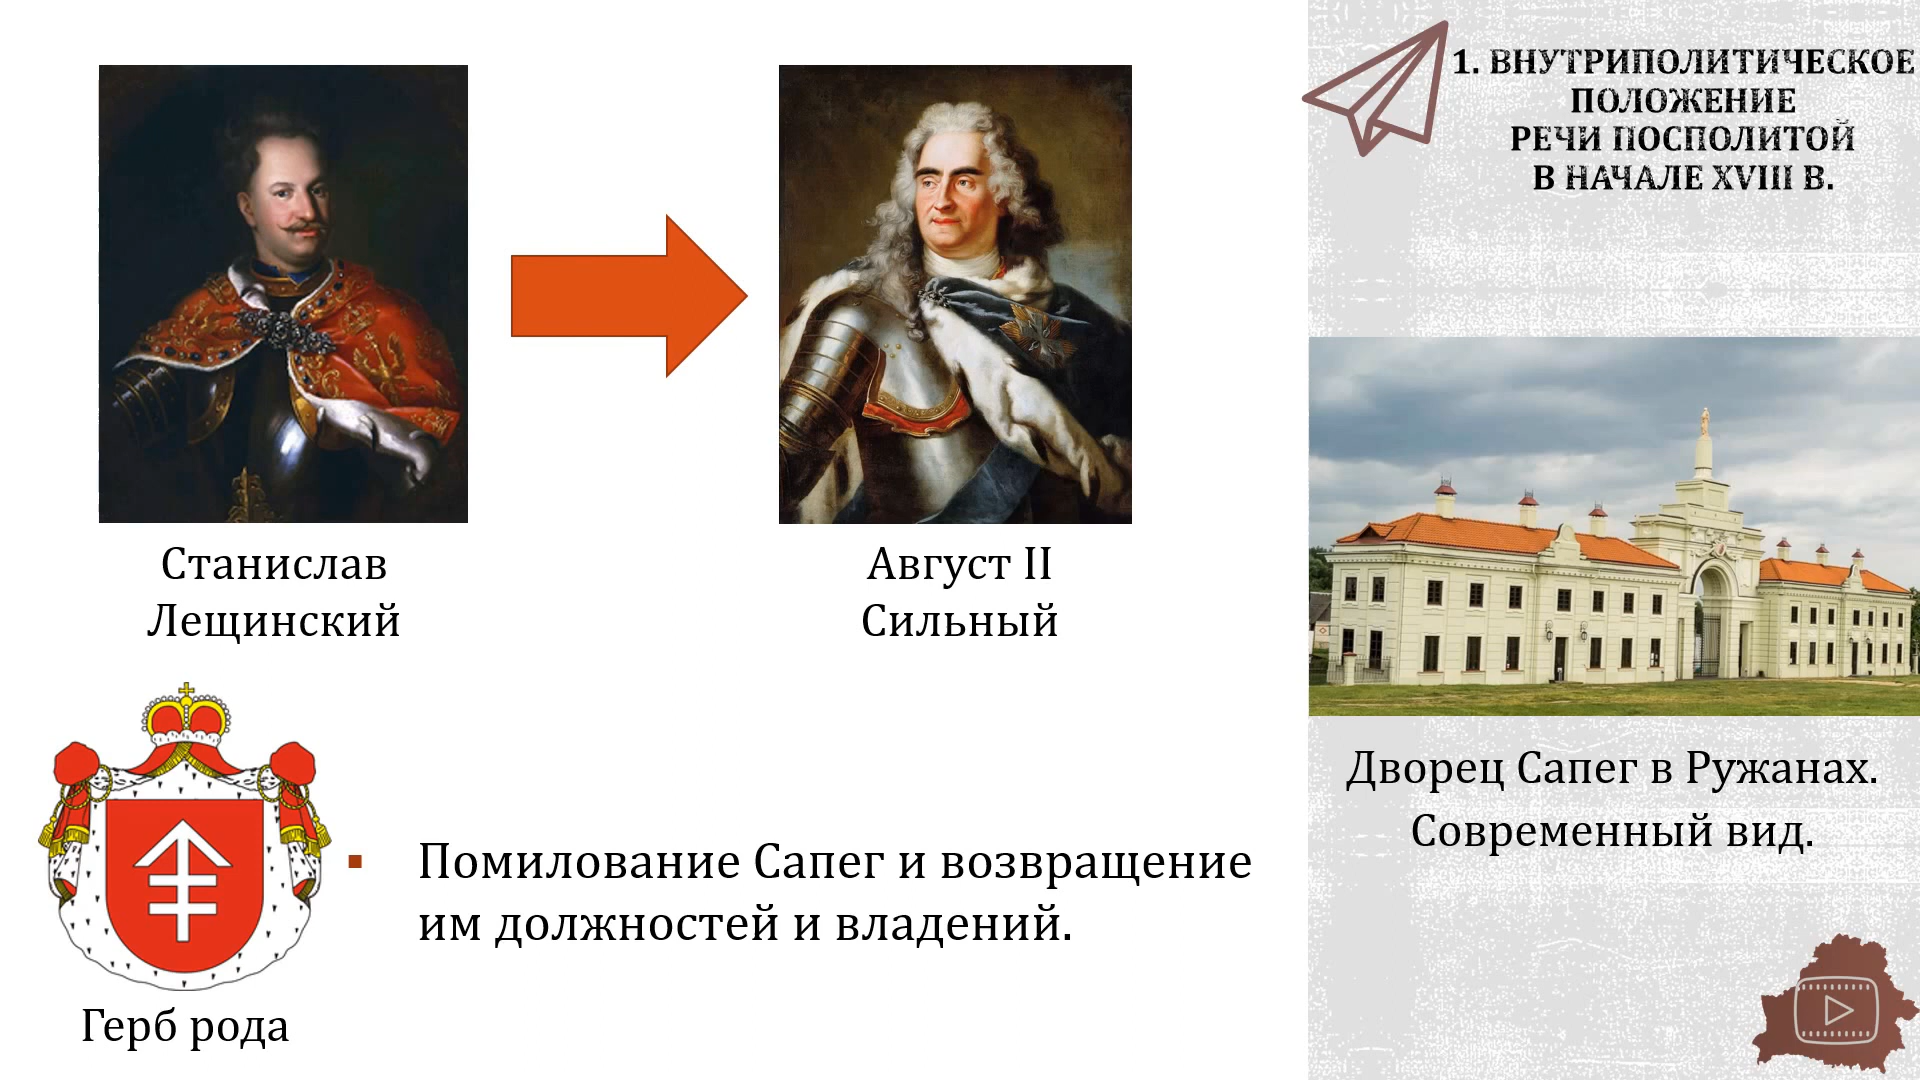 1. ВНУТРИПОЛИТИЧЕСКОЕ
ПОЛОЖЕНИЕ
РЕЧИ ПОСПОЛИТОЙ
В НАЧАЛЕ XVIII В.
Станислав
Лещинский
Август II
Сильный
Дворец Сапег в Ружанах.
Современный вид.
Помилование Сапег и возвращение
им должностей и владений.
Герб рода